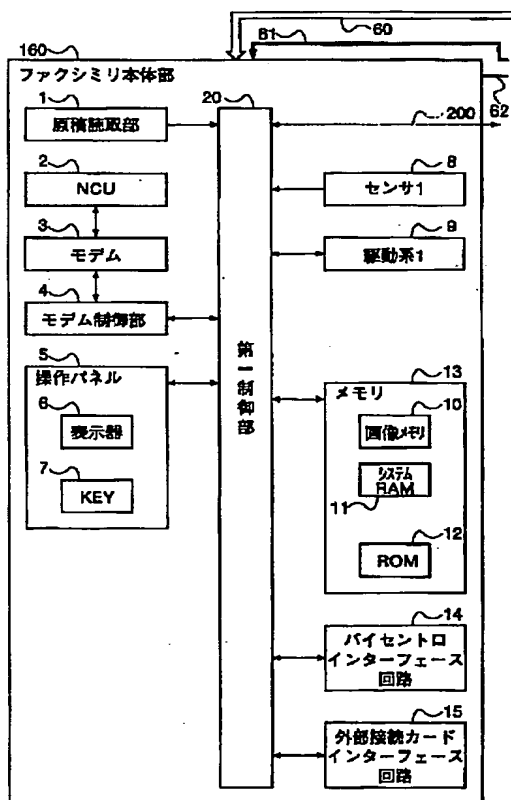 61
60
160
ファクシミリ本体部
62
1
原稿読取部
20
200
2
NCU
8
センサ1
3
モデム
9
駆動系1
4
モデム制御部
第一制御部
5
操作パネル
13
メモリ
6
表示器
10
画像メモリ
7
KEY
システム
RAM
11
12
ROM
14
バイセントロ
インターフェース
回路
15
外部接続カード
インターフェース
回路